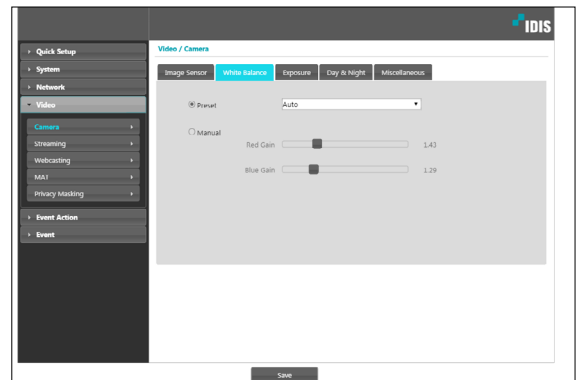 IDIS
Quick Setup
System
Network
Video
Camera
Streaming
Webcasting
MAT
Privacy Masking
Event Action
Event
Video / Camera
Image Sensor White Balance Exposure Day & Night Miscellaneous
Preset Auto
Manual
Red Gain 1.43
Blue Gain 1.29
Save